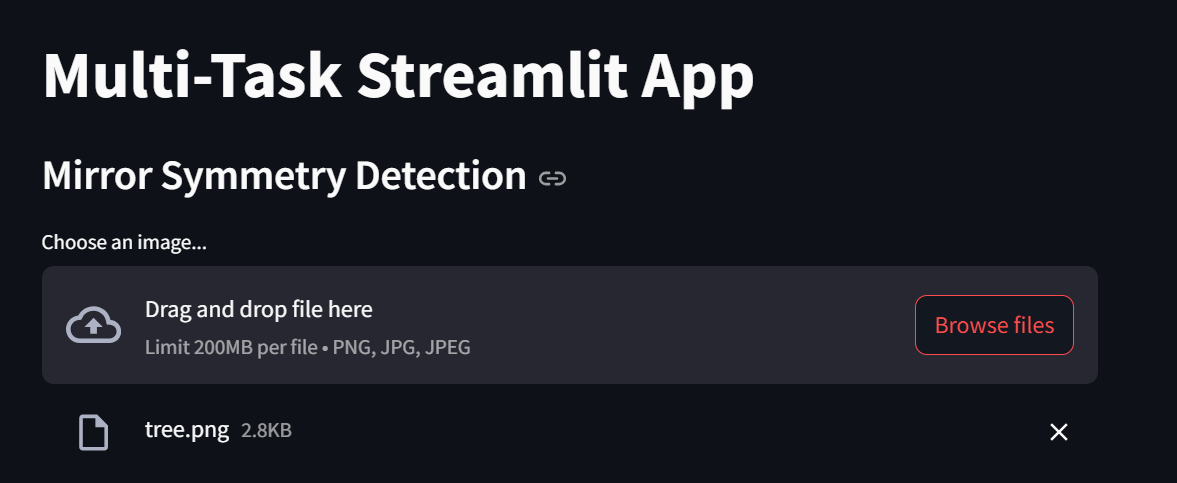 Multi-Task Streamlit App
Mirror Symmetry Detection
Choose an image...
Drag and drop file here
Limit 200MB per file • PNG, JPG, JPEG
Browse files
tree.png 2.8KB